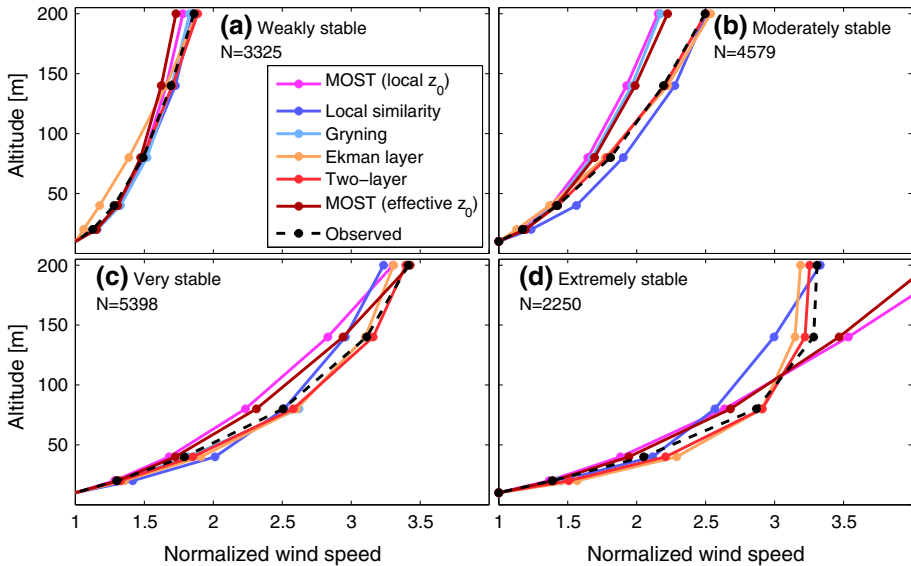 (a) Weakly stable
N=3325
MOST (local z0)
Local similarity
Gryning
Ekman layer
Two−layer
MOST (effective z0)
Observed
200
150
100
50
Altitude [m]
(b) Moderately stable
N=4579
(c) Very stable
N=5398
200
150
100
50
Altitude [m]
1 1.5 2 2.5 3 3.5
Normalized wind speed
(d) Extremely stable
N=2250
1 1.5 2 2.5 3 3.5
Normalized wind speed